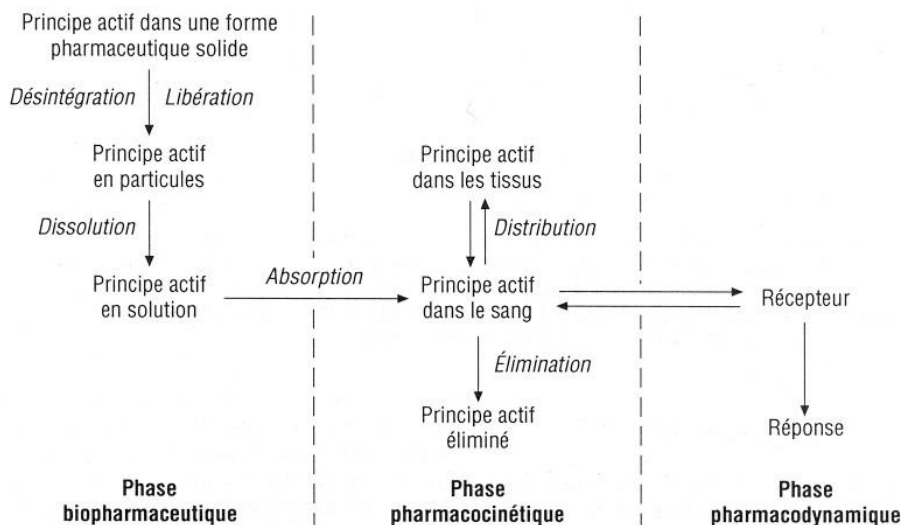 Principe actif dans une forme
pharmaceutique solide
Désintégration
Libération
Principe actif
en particules
Dissolution
Principe actif
en solution
Absorption
Principe actif
dans les tissus
Distribution
Principe actif
dans le sang
Élimination
Principe actif
éliminé
Récepteur
Réponse
Phase
biopharmaceutique
Phase
pharmacocinétique
Phase
pharmacodynamique